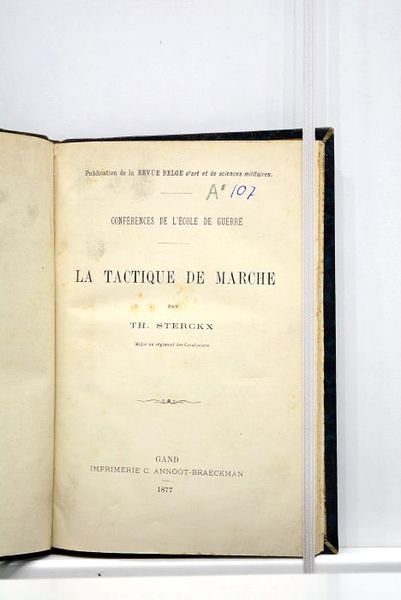 Publication de la REVUE BELGE d'art et de sciences militaires.
A° 107
CONFÉRENCES DE L'ÉCOLE DE GUERRE
LA TACTIQUE DE MARCHE
PAR
TH. STERCKX
Major au régiment des Carabiniers
GAND
IMPRIMERIE C. ANNOOT-BRAECKMAN
1877